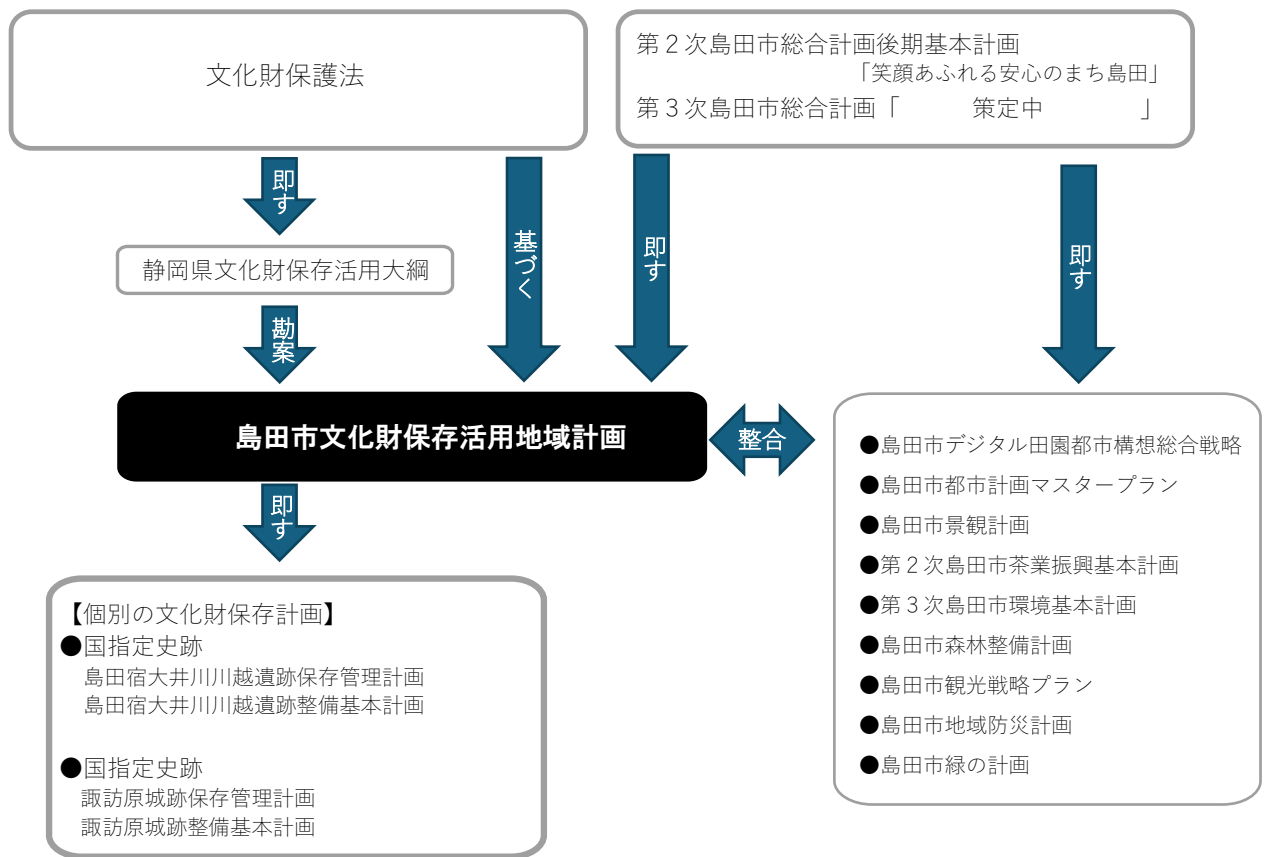 文化財保護法
第２次島田市総合計画後期基本計画
「笑顔あふれる安心のまち島田」
第３次島田市総合計画「　　　策定中　　　　」
即す
基づく
即す
即す
静岡県文化財保存活用大綱
勘案
島田市文化財保存活用地域計画
整合
●島田市デジタル田園都市構想総合戦略
●島田市都市計画マスタープラン
●島田市景観計画
●第２次島田市茶業振興基本計画
●第３次島田市環境基本計画
●島田市森林整備計画
●島田市観光戦略プラン
●島田市地域防災計画
●島田市緑の計画
即す
【個別の文化財保存計画】
●国指定史跡
島田宿大井川川越遺跡保存管理計画
島田宿大井川川越遺跡整備基本計画
●国指定史跡
諏訪原城跡保存管理計画
諏訪原城跡整備基本計画